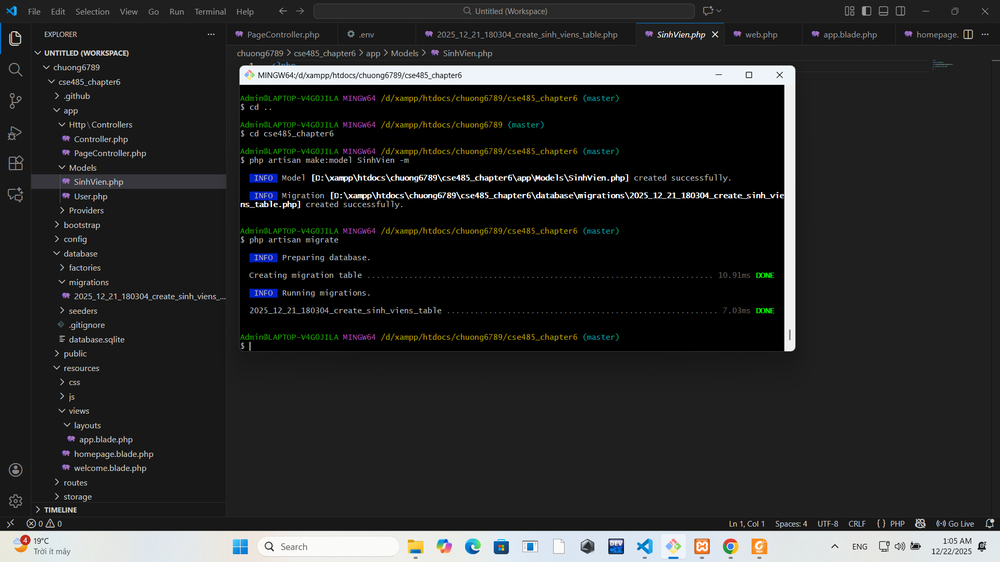 File Edit Selection View Go Run Terminal Help
Untitled (Workspace)
EXPLORER
UNTITLED (WORKSPACE)
chuong6789
cse485_chapter6
.github
app
Http\Controllers
Controller.php
PageController.php
Models
SinhVien.php
User.php
Providers
bootstrap
config
database
factories
migrations
2025_12_21_180304_create_sinh_viens_...
seeders
.gitignore
database.sqlite
public
resources
css
js
views
layouts
app.blade.php
homepage.blade.php
welcome.blade.php
routes
storage
TIMELINE
PageController.php .env 2025_12_21_180304_create_sinh_viens_table.php SinhVien.php web.php app.blade.php homepage.
chuong6789 > cse485_chapter6 > app > Models > SinhVien.php
1 <?php
MINGW64:/d/xampp/htdocs/chuong6789/cse485_chapter6
Admin@LAPTOP-V4GOJILA MINGW64 /d/xampp/htdocs/chuong6789/cse485_chapter6 (master)
$ cd ..
Admin@LAPTOP-V4GOJILA MINGW64 /d/xampp/htdocs/chuong6789 (master)
$ cd cse485_chapter6
Admin@LAPTOP-V4GOJILA MINGW64 /d/xampp/htdocs/chuong6789/cse485_chapter6 (master)
$ php artisan make:model SinhVien -m
INFO Model [D:\xampp\htdocs\chuong6789\cse485_chapter6\app\Models\SinhVien.php] created successfully.
INFO Migration [D:\xampp\htdocs\chuong6789\cse485_chapter6\database\migrations\2025_12_21_180304_create_sinh_vie
ns_table.php] created successfully.
Admin@LAPTOP-V4GOJILA MINGW64 /d/xampp/htdocs/chuong6789/cse485_chapter6 (master)
$ php artisan migrate
INFO Preparing database.
Creating migration table .......................................................................... 10.91ms DONE
INFO Running migrations.
2025_12_21_180304_create_sinh_viens_table .......................................................... 7.03ms DONE
Admin@LAPTOP-V4GOJILA MINGW64 /d/xampp/htdocs/chuong6789/cse485_chapter6 (master)
$
0 0
Ln 1, Col 1 Spaces: 4 UTF-8 CRLF { } PHP Go Live
4
19°C
Trời ít mây
Search
DEV
C++
PDF
ENG
1:05 AM
12/22/2025